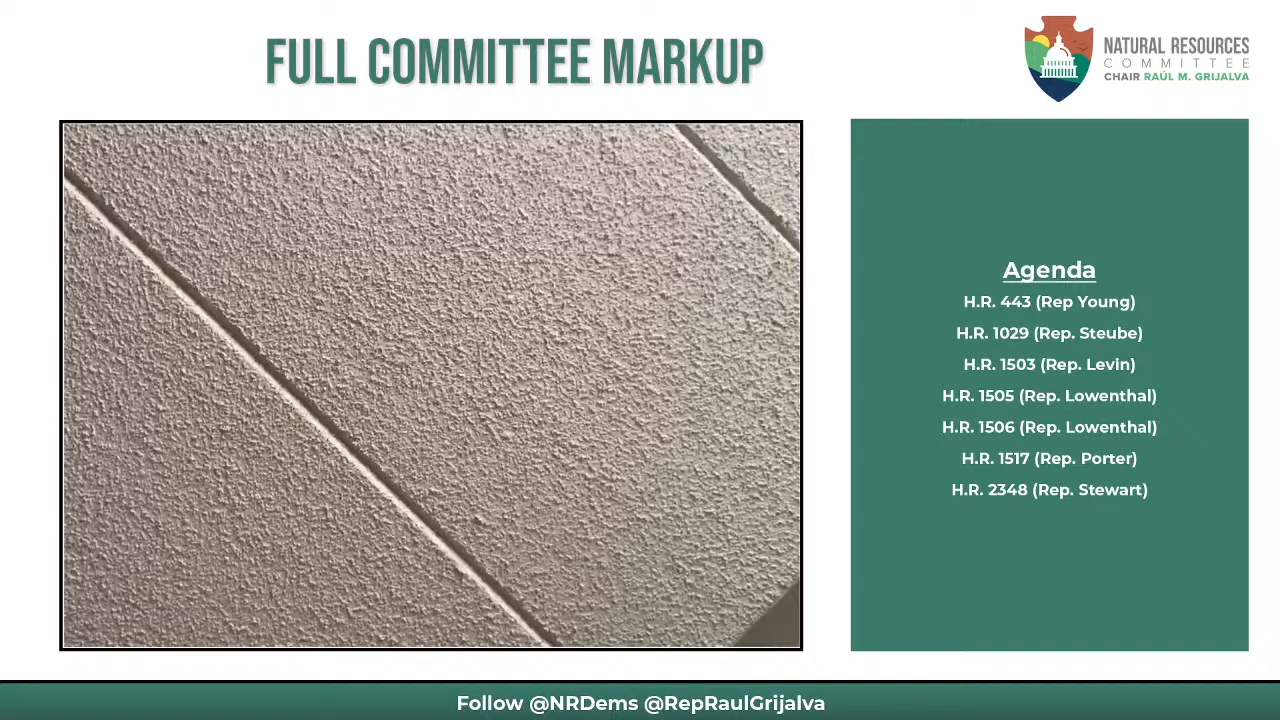 FULL COMMITTEE MARKUP
NATURAL RESOURCES
COMMITTEE
CHAIR RAÚL M. GRIJALVA
Agenda
H.R. 443 (Rep Young)
H.R. 1029 (Rep. Steube)
H.R. 1503 (Rep. Levin)
H.R. 1505 (Rep. Lowenthal)
H.R. 1506 (Rep. Lowenthal)
H.R. 1517 (Rep. Porter)
H.R. 2348 (Rep. Stewart)
Follow @NRDems @RepRaulGrijalva